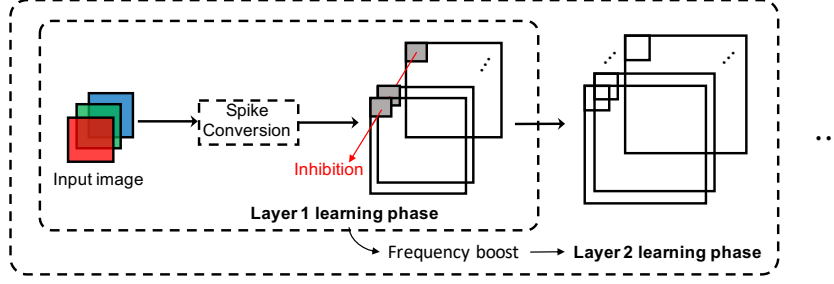 Spike
Conversion
Input image
Inhibition
Layer 1 learning phase
Frequency boost
Layer 2 learning phase